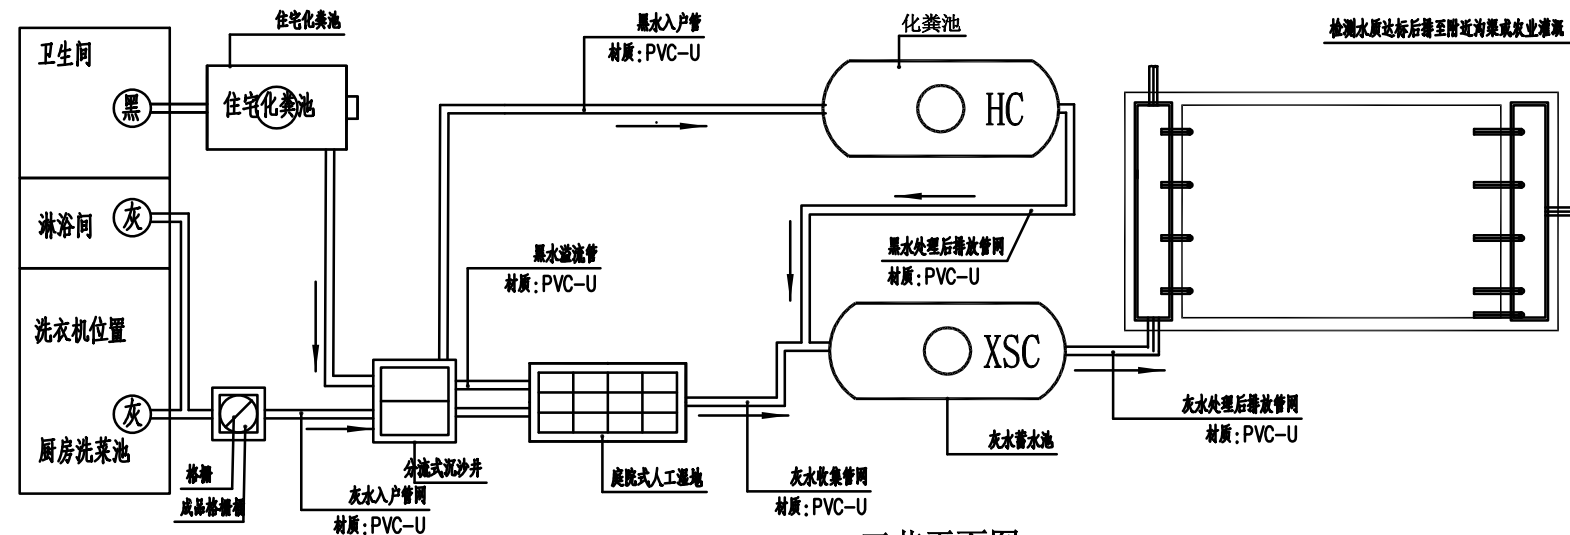 住宅化粪池
黑水入户管
材质:PVC-U
化粪池
检测水质达标后排至附近沟渠或农业灌溉
卫生间
黑
住宅化粪池
HC
淋浴间
灰
黑水溢流管
材质:PVC-U
黑水处理后排放管网
材质:PVC-U
洗衣机位置
XSC
灰
厨房洗菜池
格栅
成品格栅槽
灰水入户管网
材质:PVC-U
分流式沉沙井
庭院式人工湿地
灰水收集管网
材质:PVC-U
灰水蓄水池
灰水处理后排放管网
材质:PVC-U